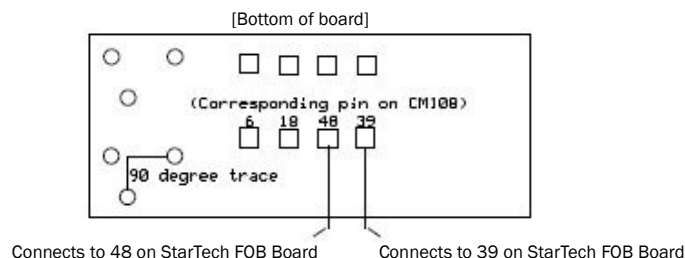 [Bottom of board]
(Corresponding pin on CM108)
6 18 48 39
90 degree trace
Connects to 48 on StarTech FOB Board Connects to 39 on StarTech FOB Board